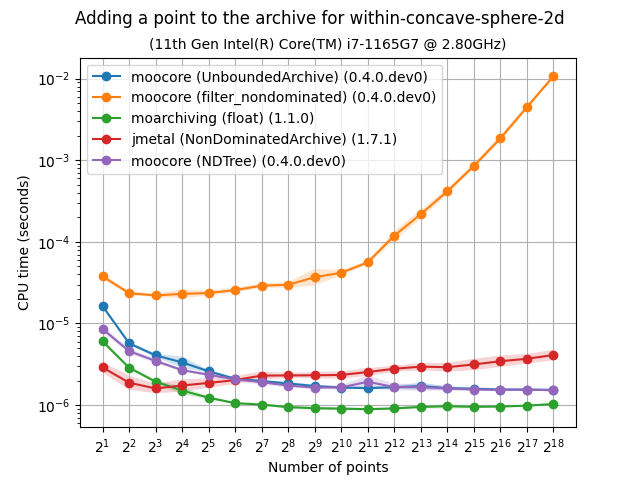 Adding a point to the archive for within-concave-sphere-2d
(11th Gen Intel(R) Core(TM) i7-1165G7 @ 2.80GHz)
moocore (UnboundedArchive) (0.4.0.dev0)
moocore (filter_nondominated) (0.4.0.dev0)
moarchiving (float) (1.1.0)
jmetal (NonDominatedArchive) (1.7.1)
moocore (NDTree) (0.4.0.dev0)
CPU time (seconds)
10⁻²
10⁻³
10⁻⁴
10⁻⁵
10⁻⁶
2¹ 2² 2³ 2⁴ 2⁵ 2⁶ 2⁷ 2⁸ 2⁹ 2¹⁰ 2¹¹ 2¹² 2¹³ 2¹⁴ 2¹⁵ 2¹⁶ 2¹⁷ 2¹⁸
Number of points